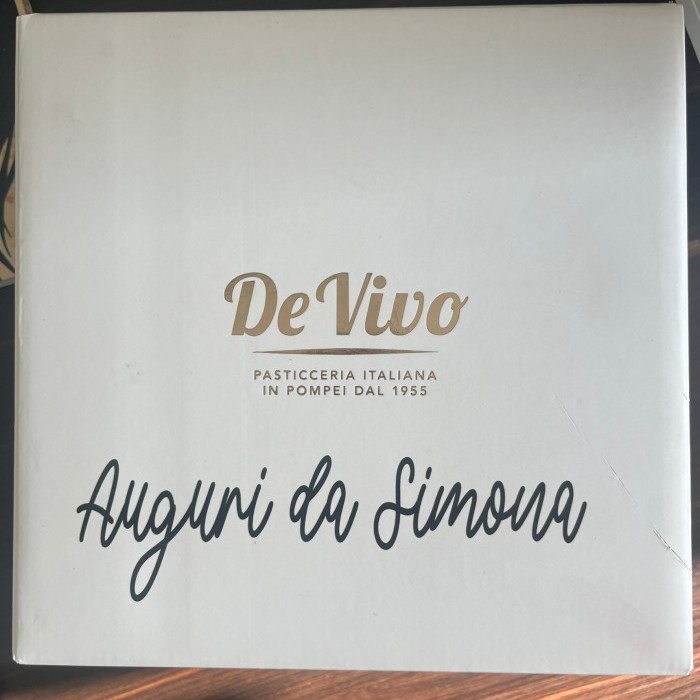 De Vivo
PASTICCERIA ITALIANA
IN POMPEI DAL 1955
Auguri da Simona